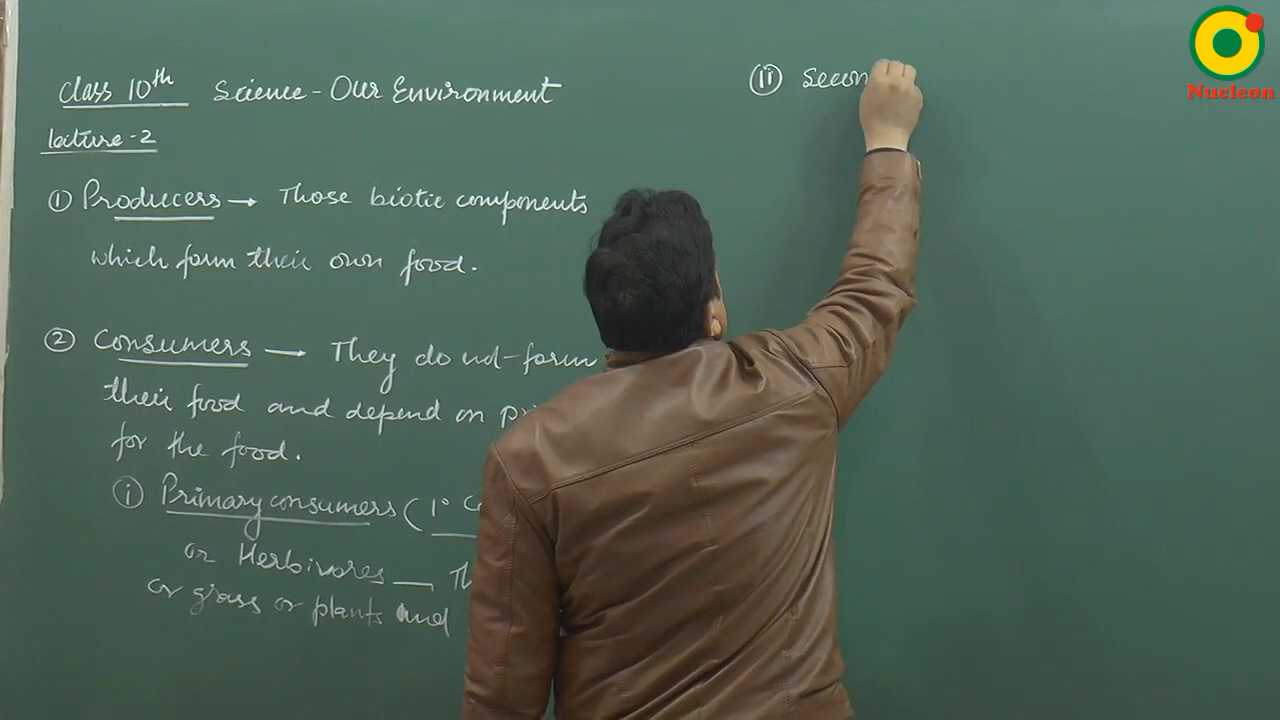 Class 10th Science - Our Environment
Lecture - 2
① Producers → Those biotic components
which form their own food.
② Consumers — They do not form
their food and depend on
for the food.
(i) Primary consumers ( 1°
or Herbivores —
or grass or plants and
(ii) Secon
Nucleon